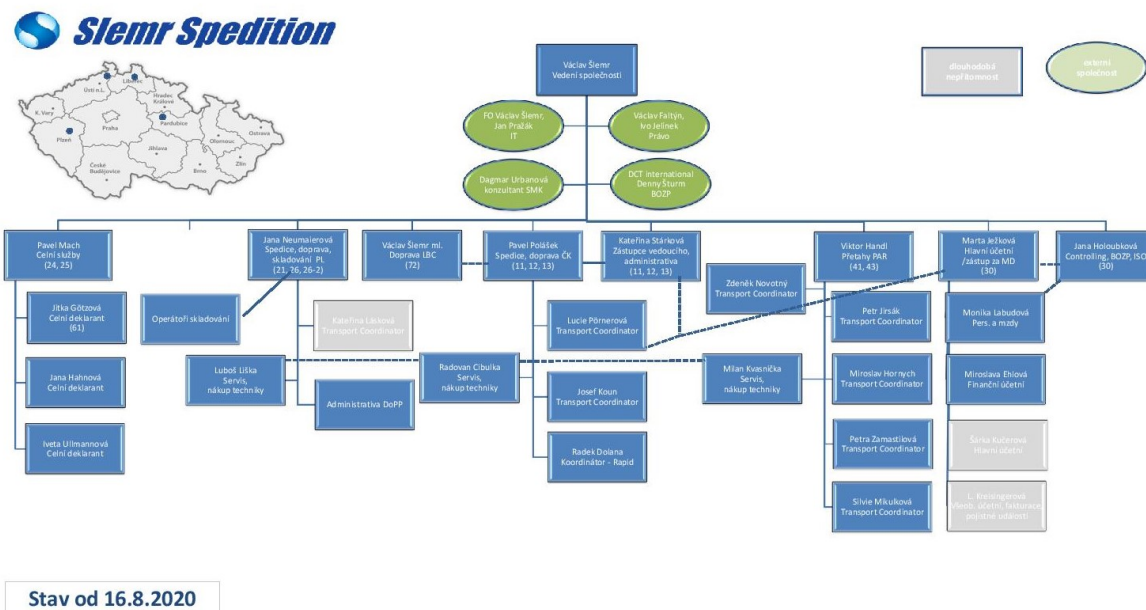 Slemr Spedition
Ústí n.L.
Liberec
Hradec
Králové
K. Vary
Praha
Pardubice
Plzeň
Ostrava
Olomouc
Jihlava
České
Budějovice
Brno
Zlín
Václav Šlemr
Vedení společnosti
dlouhodobá
nepřítomnost
externí
společnost
FO Václav Šlemr,
Jan Pražák
IT
Václav Faltýn,
Ivo Jelínek
Právo
Dagmar Urbanová
konzultant SMK
DCT International
Denny Šturm
BOZP
Pavel Mach
Celní služby
(24, 25)
Jana Neumaierová
Spedice, doprava,
skladování PL
(21, 26, 26-2)
Václav Šlemr ml.
Doprava LBC
(72)
Pavel Polášek
Spedice, doprava ČK
(11, 12, 13)
Kateřina Stárková
Zástupce vedoucího,
administrativa
(11, 12, 13)
Viktor Handl
Přetahy PAR
(41, 43)
Marta Ježková
Hlavní účetní
/zástup za MD
(30)
Jana Holoubková
Controlling, BOZP, ISO
(30)
Jitka Götzová
Celní deklarant
(61)
Operátoři skladování
Kateřina Lásková
Transport Coordinator
Lucie Pörnerová
Transport Coordinator
Zdeněk Novotný
Transport Coordinator
Petr Jirsák
Transport Coordinator
Monika Labudová
Pers. a mzdy
Jana Hahnová
Celní deklarant
Luboš Liška
Servis,
nákup techniky
Radovan Cibulka
Servis,
nákup techniky
Milan Kvasnička
Servis,
nákup techniky
Miroslav Hornych
Transport Coordinator
Miroslava Ehlová
Finanční účetní
Administrativa DoPP
Josef Koun
Transport Coordinator
Iveta Ullmannová
Celní deklarant
Radek Dolana
Koordinátor - Rapid
Petra Zamastilová
Transport Coordinator
Šárka Kučerová
Hlavní účetní
Silvie Mikulková
Transport Coordinator
L. Kreisingerová
Všeob. účetní, fakturace,
pojistné události
Stav od 16.8.2020